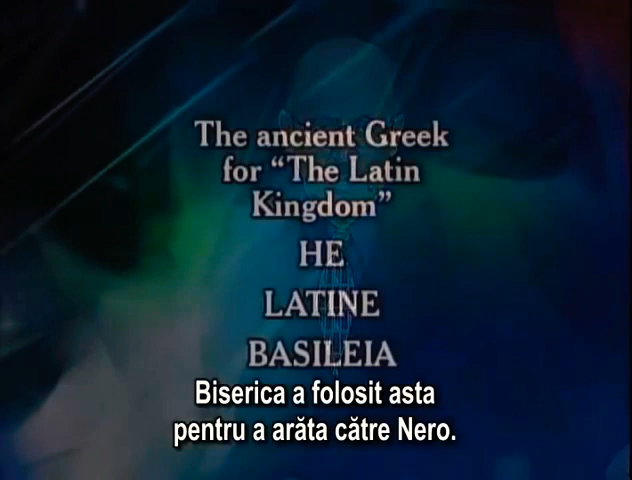 The ancient Greek
for “The Latin
Kingdom”
HE
LATINE
BASILEIA
Biserica a folosit asta
pentru a arăta către Nero.